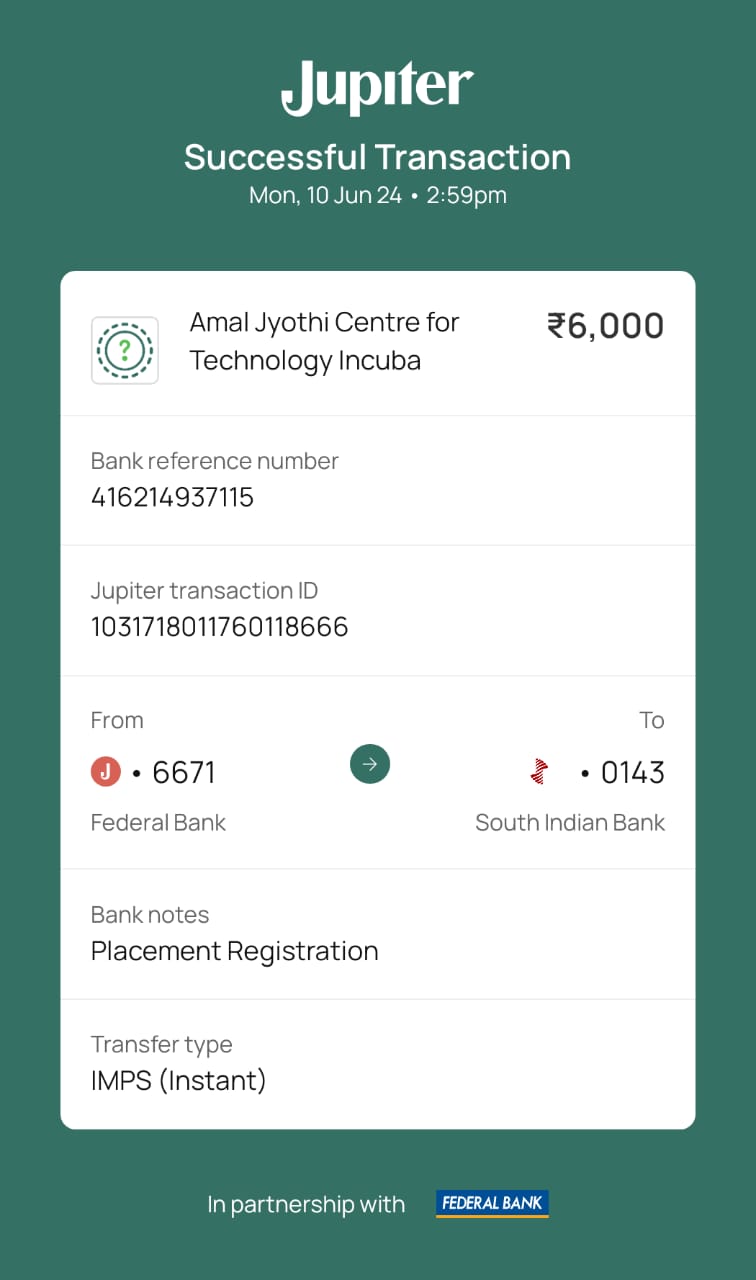 Jupiter
Successful Transaction
Mon, 10 Jun 24 • 2:59pm
?
Amal Jyothi Centre for
Technology Incuba
₹6,000
Bank reference number
416214937115
Jupiter transaction ID
1031718011760118666
From
To
J • 6671
• 0143
Federal Bank
South Indian Bank
Bank notes
Placement Registration
Transfer type
IMPS (Instant)
In partnership with FEDERAL BANK